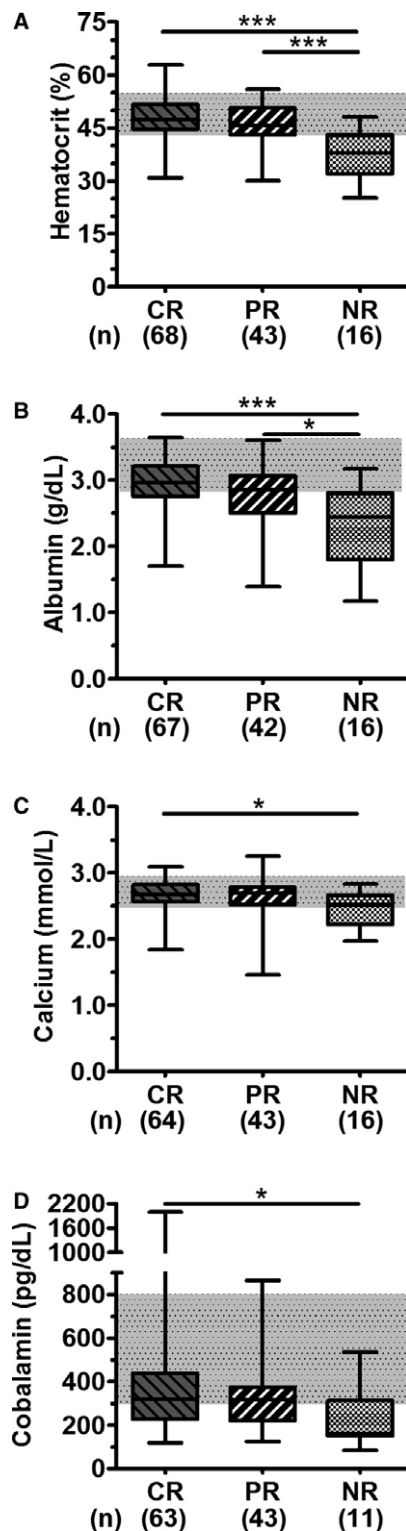 A
Hematocrit (%)
75
60
45
30
15
0
***
***
CR PR NR
(n) (68) (43) (16)
B
Albumin (g/dL)
4.0
3.0
2.0
1.0
0.0
***
*
CR PR NR
(n) (67) (42) (16)
C
Calcium (mmol/L)
4.0
3.0
2.0
1.0
0.0
*
CR PR NR
(n) (64) (43) (16)
D
Cobalamin (pg/dL)
2200
1600
1000
800
600
400
200
0
*
CR PR NR
(n) (63) (43) (11)